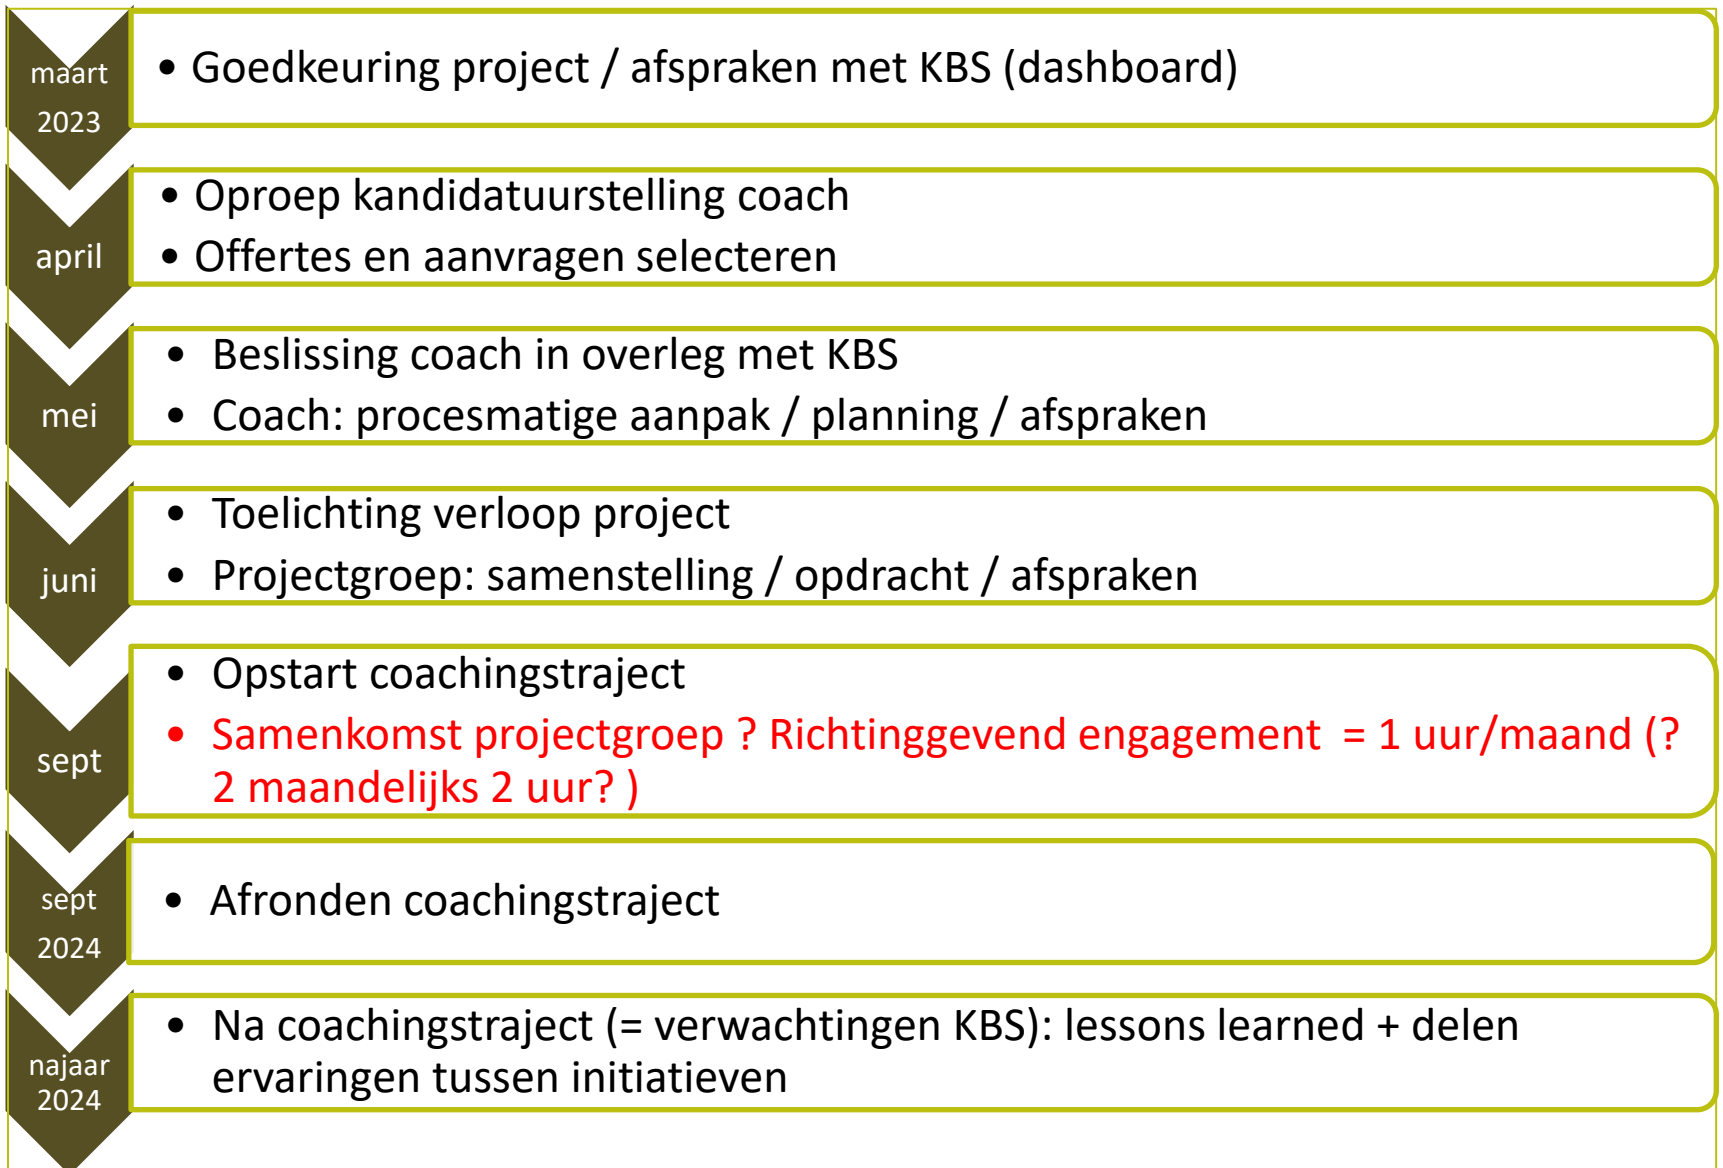 maart
2023
• Goedkeuring project / afspraken met KBS (dashboard)
april
• Oproep kandidatuurstelling coach
• Offertes en aanvragen selecteren
mei
• Beslissing coach in overleg met KBS
• Coach: procesmatige aanpak / planning / afspraken
juni
• Toelichting verloop project
• Projectgroep: samenstelling / opdracht / afspraken
sept
• Opstart coachingstraject
• Samenkomst projectgroep ? Richtinggevend engagement = 1 uur/maand (?
2 maandelijks 2 uur? )
sept
2024
• Afronden coachingstraject
najaar
2024
• Na coachingstraject (= verwachtingen KBS): lessons learned + delen
ervaringen tussen initiatieven